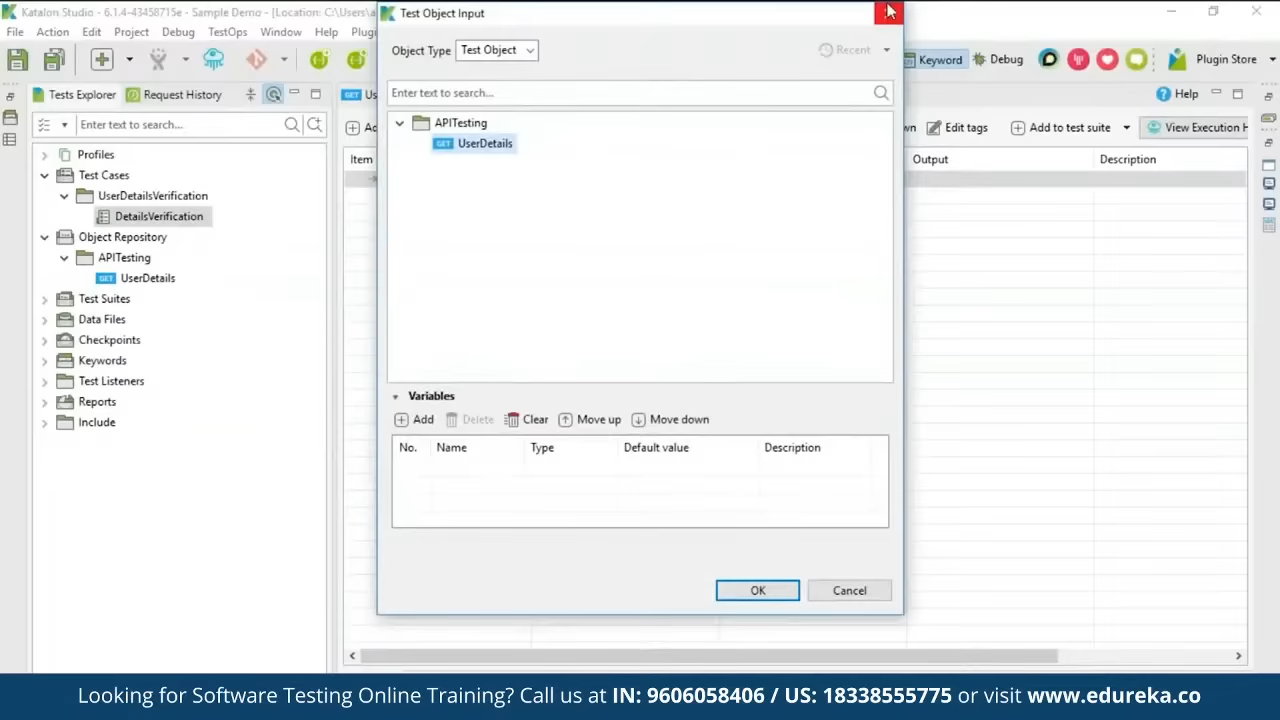 Katalon Studio - 6.1.4-43458715e - Sample Demo - [Location: C:\Users\a
Test Object Input
File Action Edit Project Debug TestOps Window Help Plugi
Object Type Test Object
Recent
Keyword Debug Plugin Store
Tests Explorer Request History
GET Us
Help
Enter text to search...
Enter text to search...
Ad
wn Edit tags Add to test suite View Execution H
APITesting
GET UserDetails
Item
Output Description
Profiles
Test Cases
UserDetailsVerification
DetailsVerification
Object Repository
APITesting
GET UserDetails
Test Suites
Data Files
Checkpoints
Keywords
Test Listeners
Reports
Include
Variables
Add Delete Clear Move up Move down
No. Name Type Default value Description
OK Cancel
Looking for Software Testing Online Training? Call us at IN: 9606058406 / US: 18338555775 or visit www.edureka.co